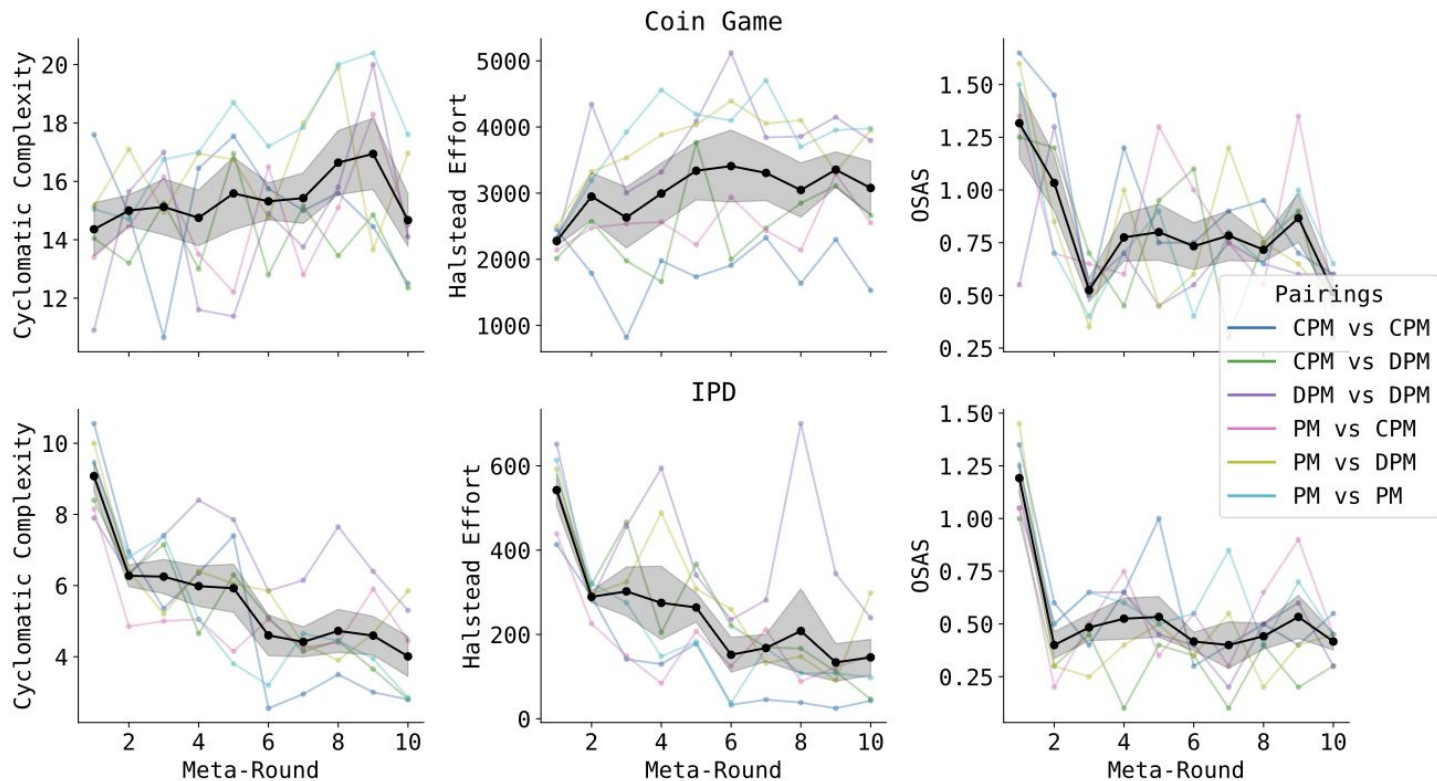 Coin Game
Cyclomatic Complexity
20
18
16
14
12
Halstead Effort
5000
4000
3000
2000
1000
OSAS
1.50
1.25
1.00
0.75
0.50
0.25
Pairings
CPM vs CPM
CPM vs DPM
DPM vs DPM
PM vs CPM
PM vs DPM
PM vs PM
IPD
Cyclomatic Complexity
10
8
6
4
2 4 6 8 10
Meta-Round
Halstead Effort
600
400
200
0
2 4 6 8 10
Meta-Round
OSAS
1.50
1.25
1.00
0.75
0.50
0.25
2 4 6 8 10
Meta-Round